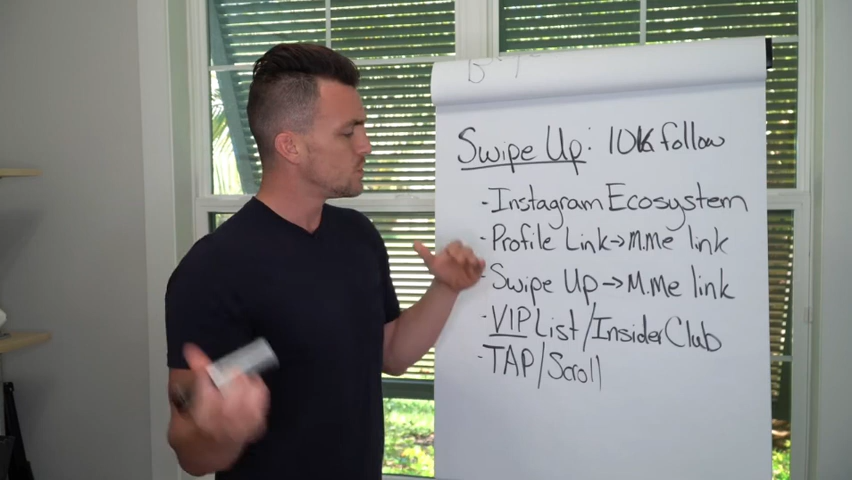 Swipe Up: 10K follow
- Instagram Ecosystem
- Profile Link → M.Me link
- Swipe Up → M.Me link
- VIP List / Insider Club
- TAP / Scroll